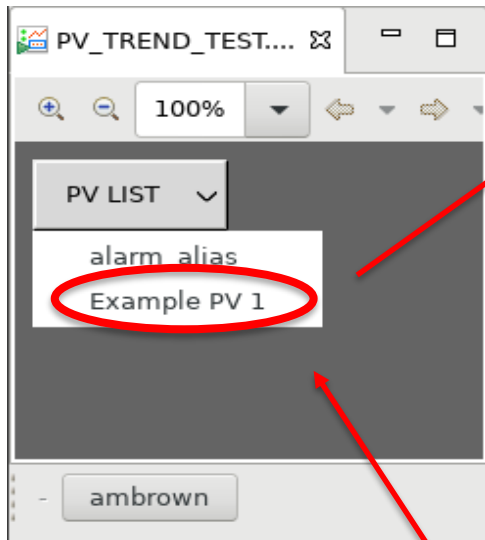 PV_TREND_TEST....
100%
PV LIST
alarm_alias
Example PV 1
- ambrown